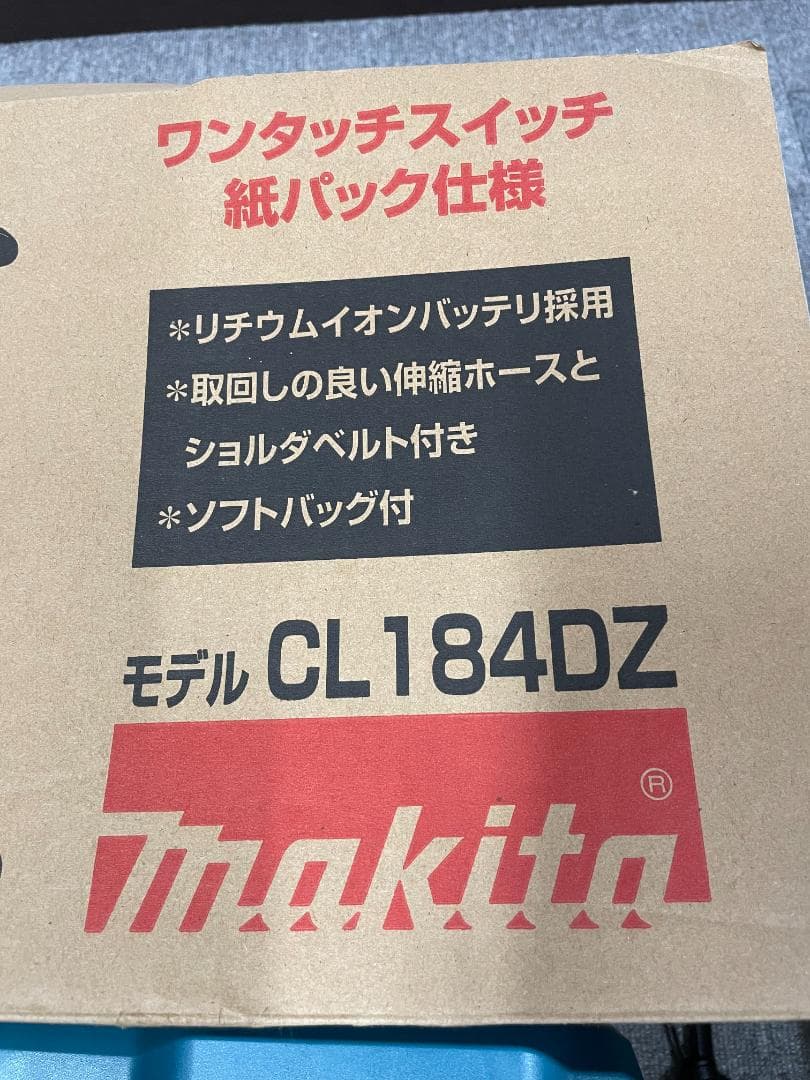 ワンタッチスイッチ
紙パック仕様
*リチウムイオンバッテリ採用
*取回しの良い伸縮ホースと
ショルダベルト付き
*ソフトバッグ付
モデル CL184DZ
makita®